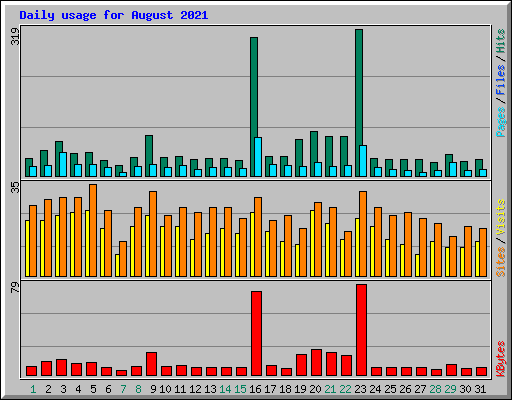 Daily usage for August 2021
319
Pages / Files / Hits
35
Sites / Visits
79
KBytes
1 2 3 4 5 6 7 8 9 10 11 12 13 14 15 16 17 18 19 20 21 22 23 24 25 26 27 28 29 30 31